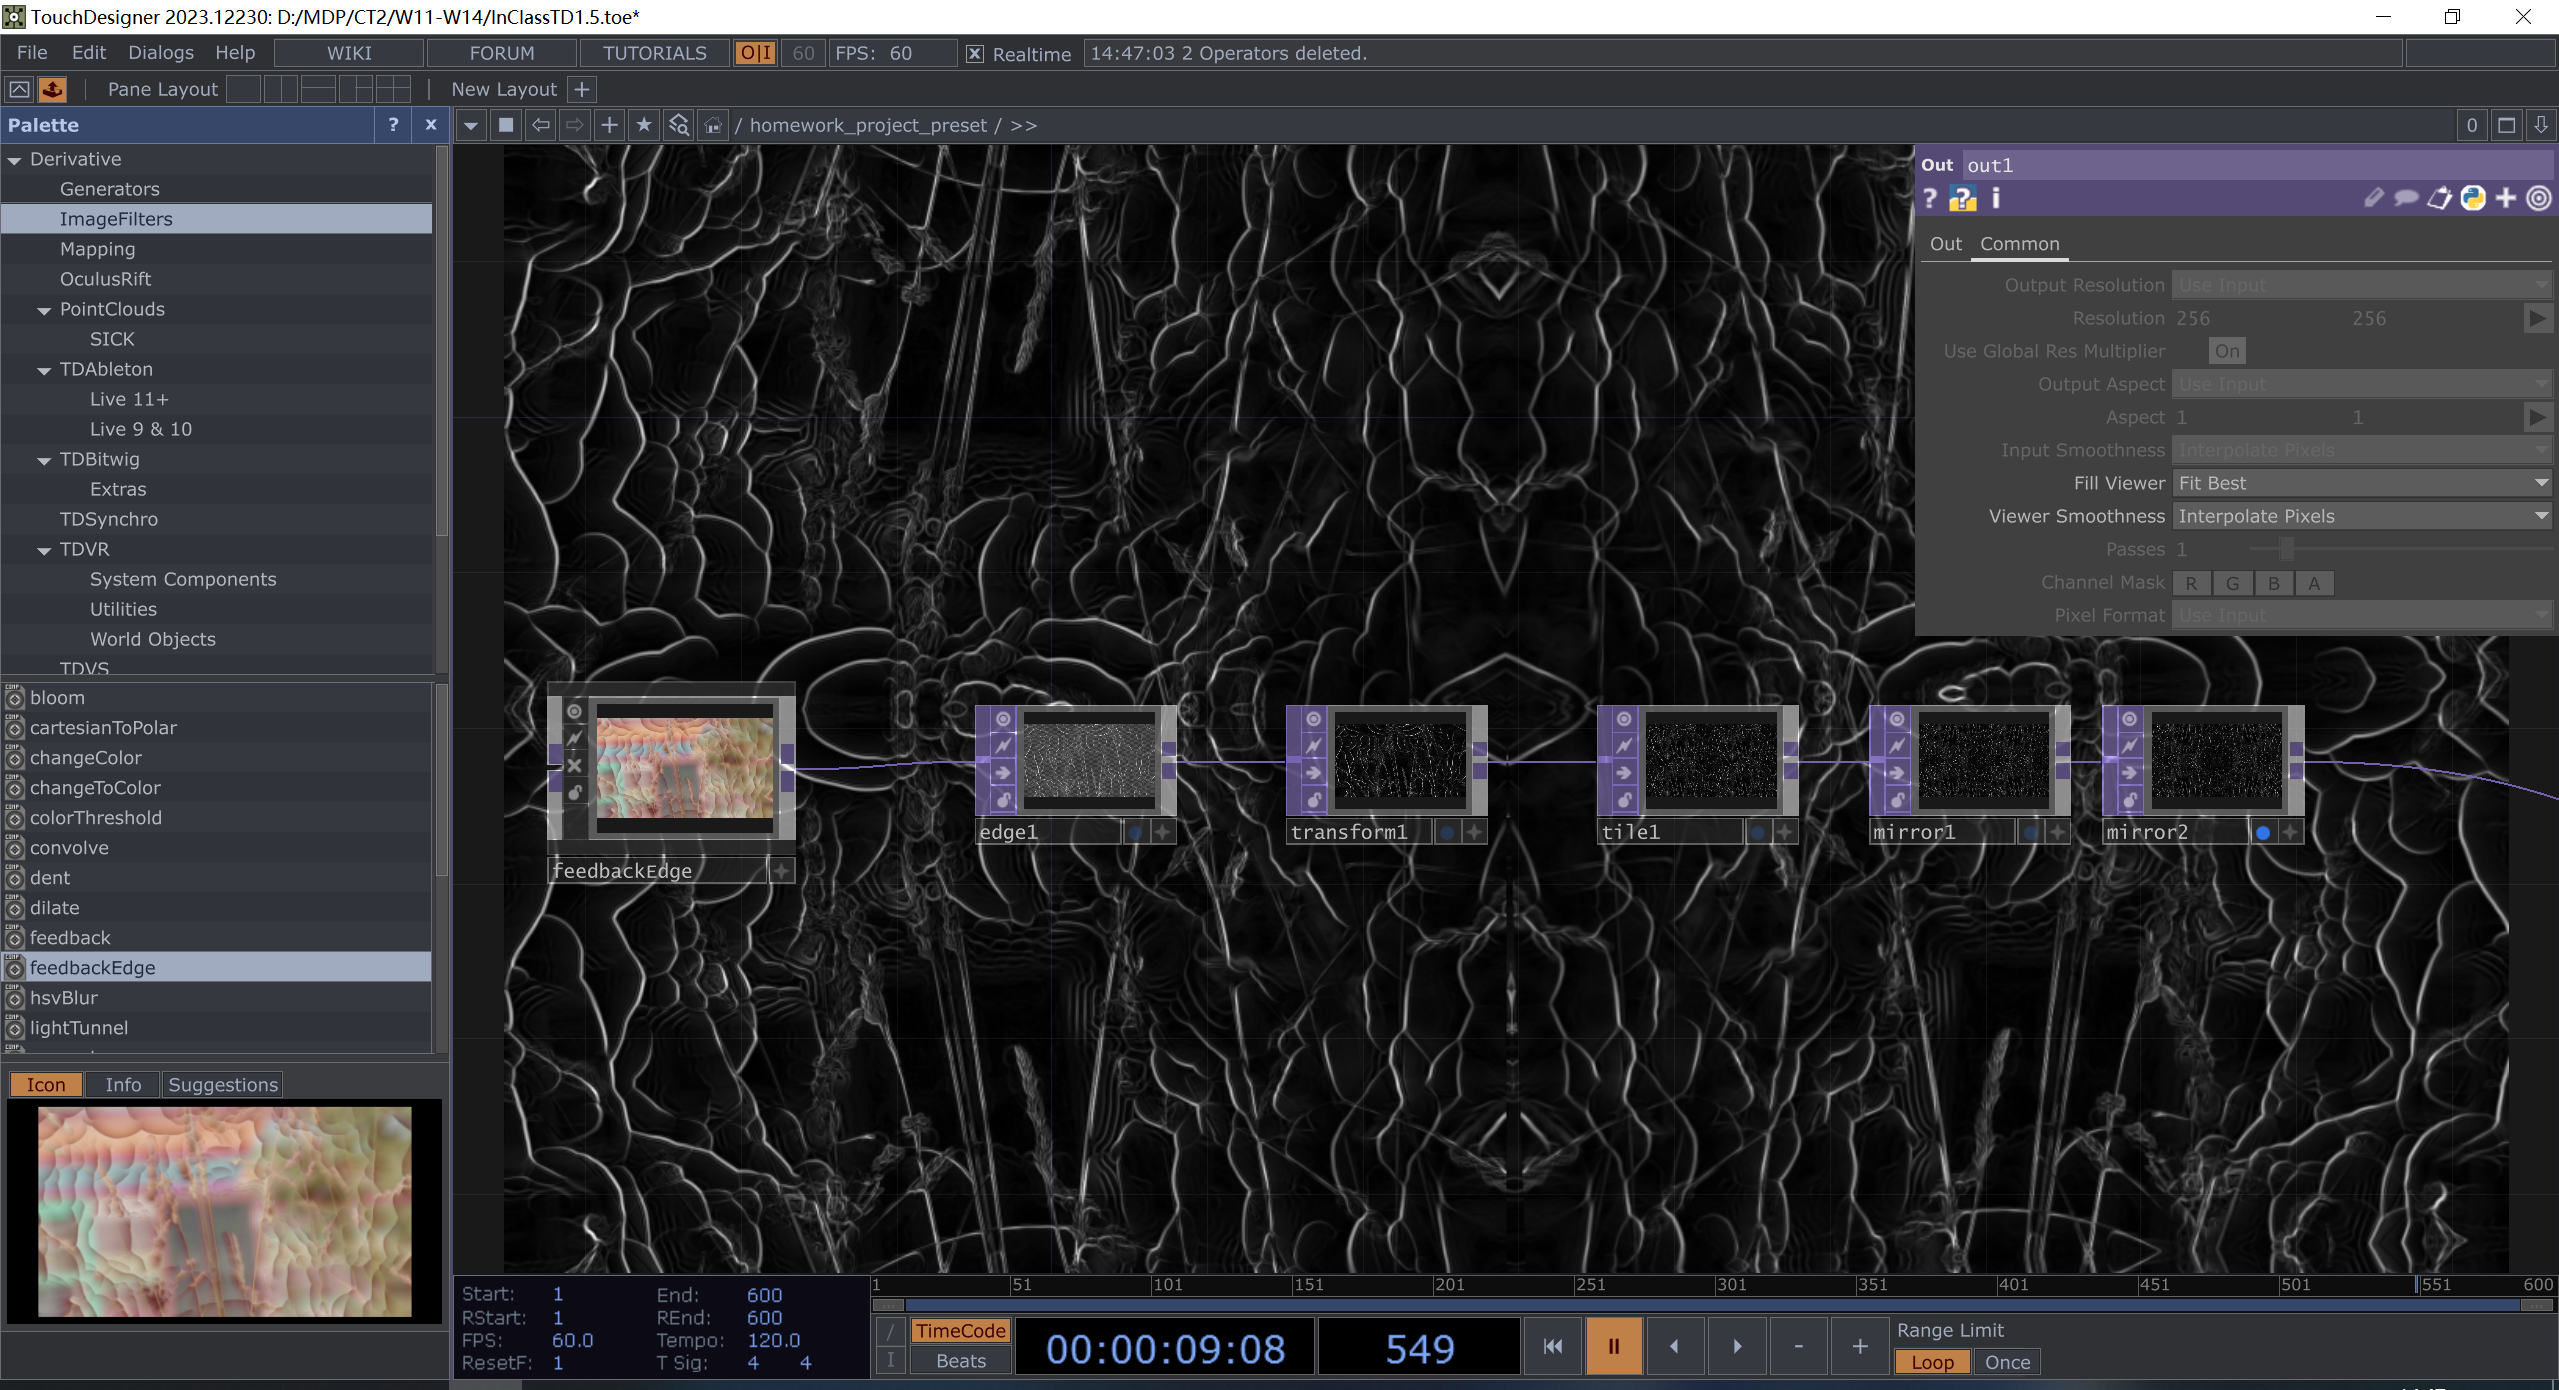 TouchDesigner 2023.12230: D:/MDP/CT2/W11-W14/InClassTD1.5.toe*
File Edit Dialogs Help WIKI FORUM TUTORIALS O|I 60 FPS: 60 Realtime 14:47:03 2 Operators deleted.
Pane Layout New Layout +
Palette ? x / homework_project_preset / >> 0
Derivative
Generators
ImageFilters
Mapping
OculusRift
PointClouds
SICK
TDAbleton
Live 11+
Live 9 & 10
TDBitwig
Extras
TDSynchro
TDVR
System Components
Utilities
World Objects
TDVS
bloom
cartesianToPolar
changeColor
changeToColor
colorThreshold
convolve
dent
dilate
feedback
feedbackEdge
hsvBlur
lightTunnel
Icon Info Suggestions
Out out1
Out Common
Output Resolution Use Input
Resolution 256 256
Use Global Res Multiplier On
Output Aspect Use Input
Aspect 1 1
Input Smoothness Interpolate Pixels
Fill Viewer Fit Best
Viewer Smoothness Interpolate Pixels
Passes 1
Channel Mask R G B A
Pixel Format Use Input
feedbackEdge
edge1
transform1
tile1
mirror1
mirror2
Start: 1 End: 600
RStart: 1 REnd: 600
FPS: 60.0 Tempo: 120.0
ResetF: 1 T Sig: 4 4
1 51 101 151 201 251 301 351 401 451 501 551 600
TimeCode
Beats
00:00:09:08
549
- +
Range Limit
Loop Once